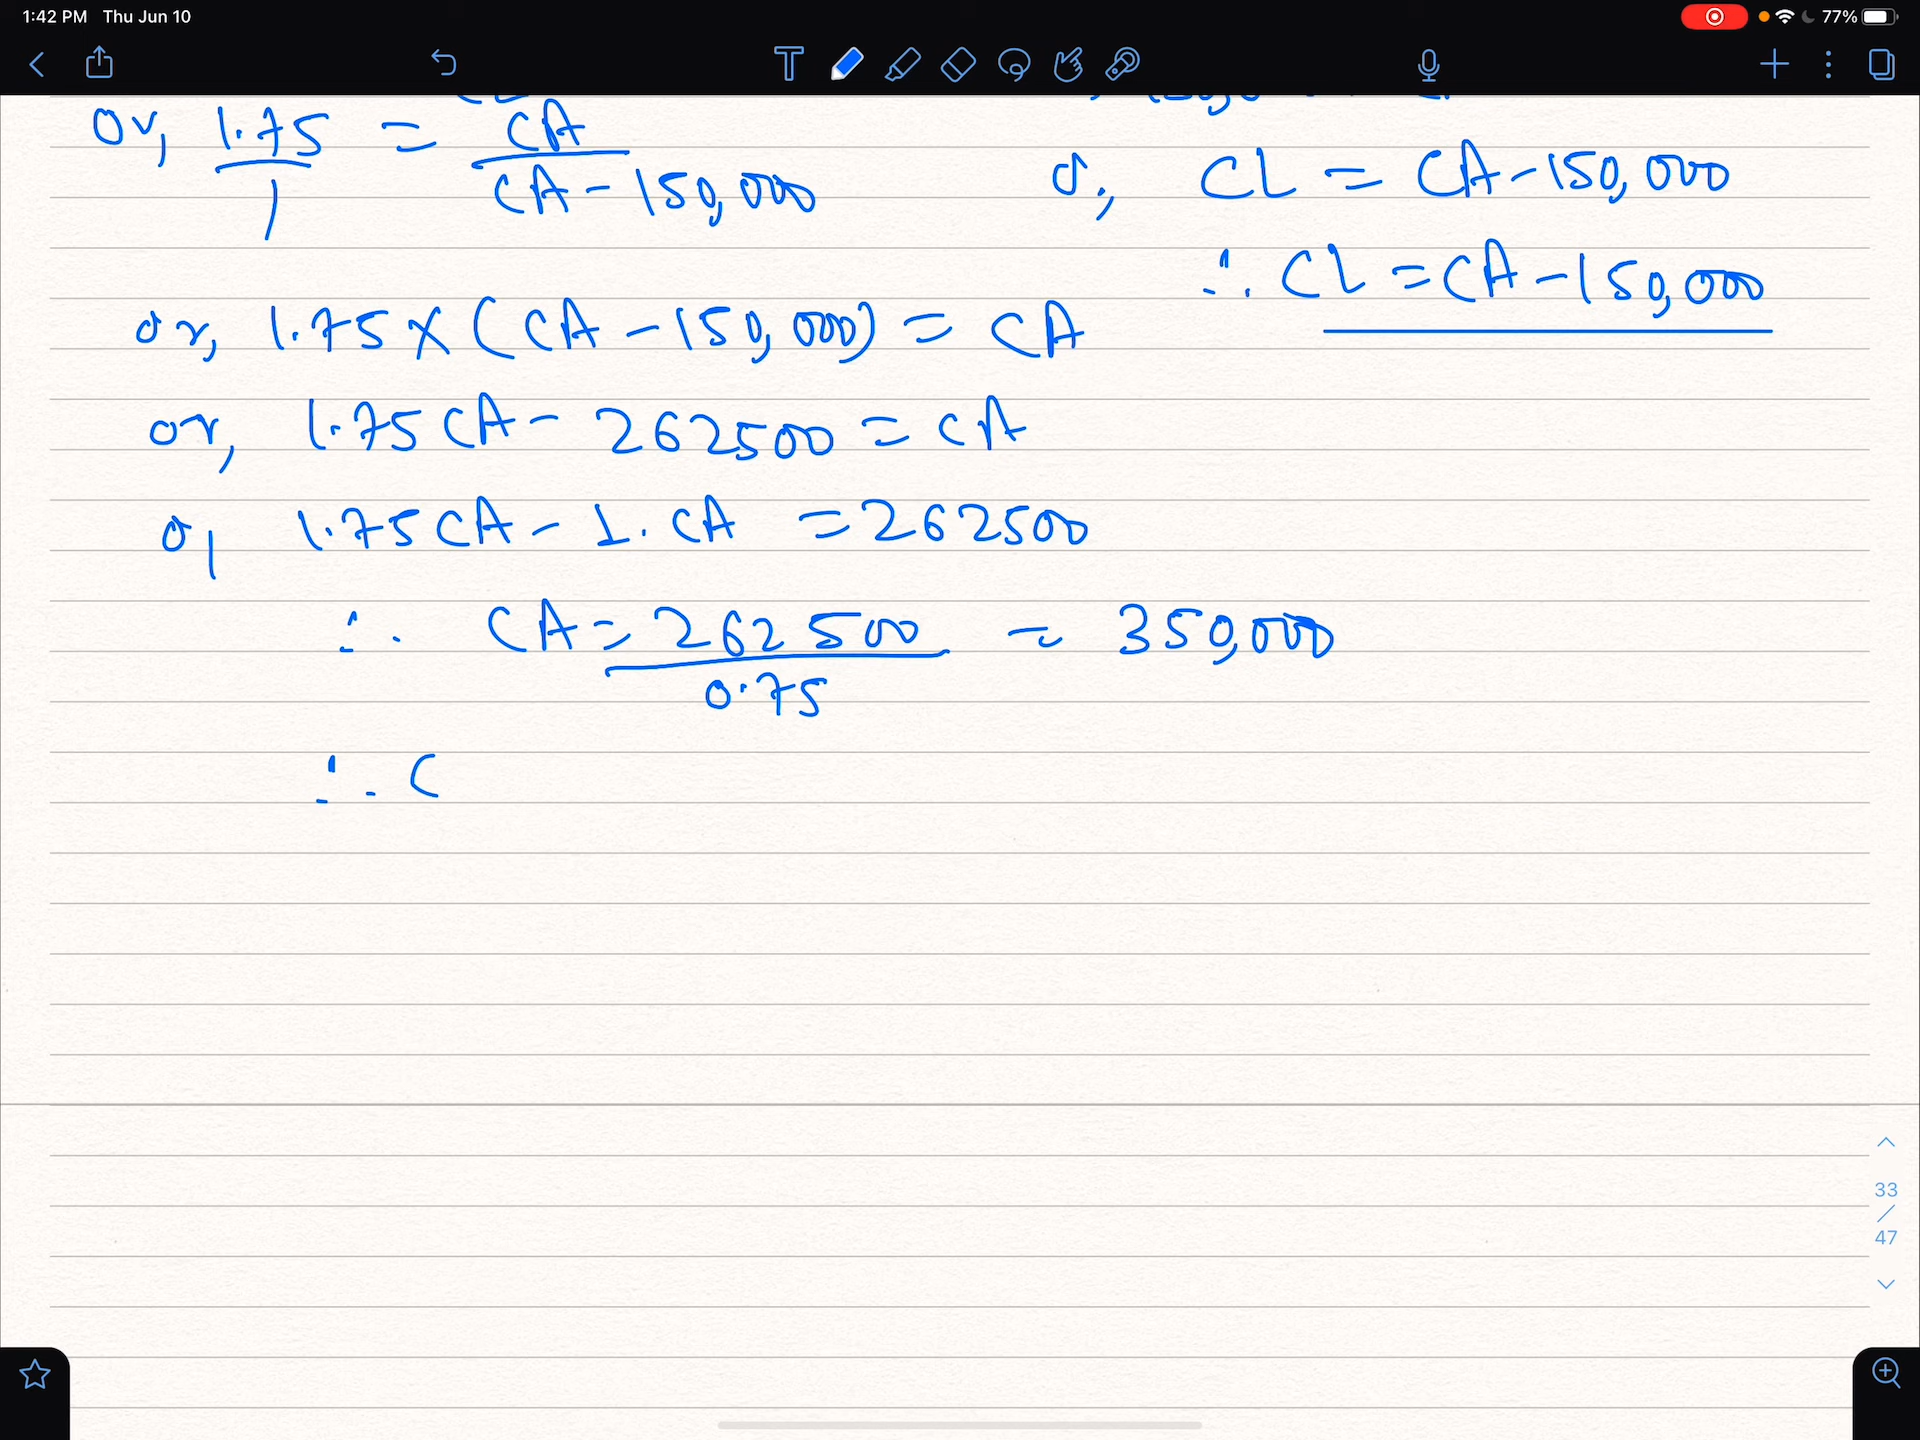 1:42 PM Thu Jun 10
77%
or, 1.75 = CA
1 CA - 150,000
or, 1.75 X (CA - 150,000) = CA
or, 1.75 CA - 262500 = CA
or, 1.75 CA - 1. CA = 262500
∴ CA = 262500 = 350,000
0.75
∴ C
CL = CA - 150,000
∴ CL = CA - 150,000
33
/
47